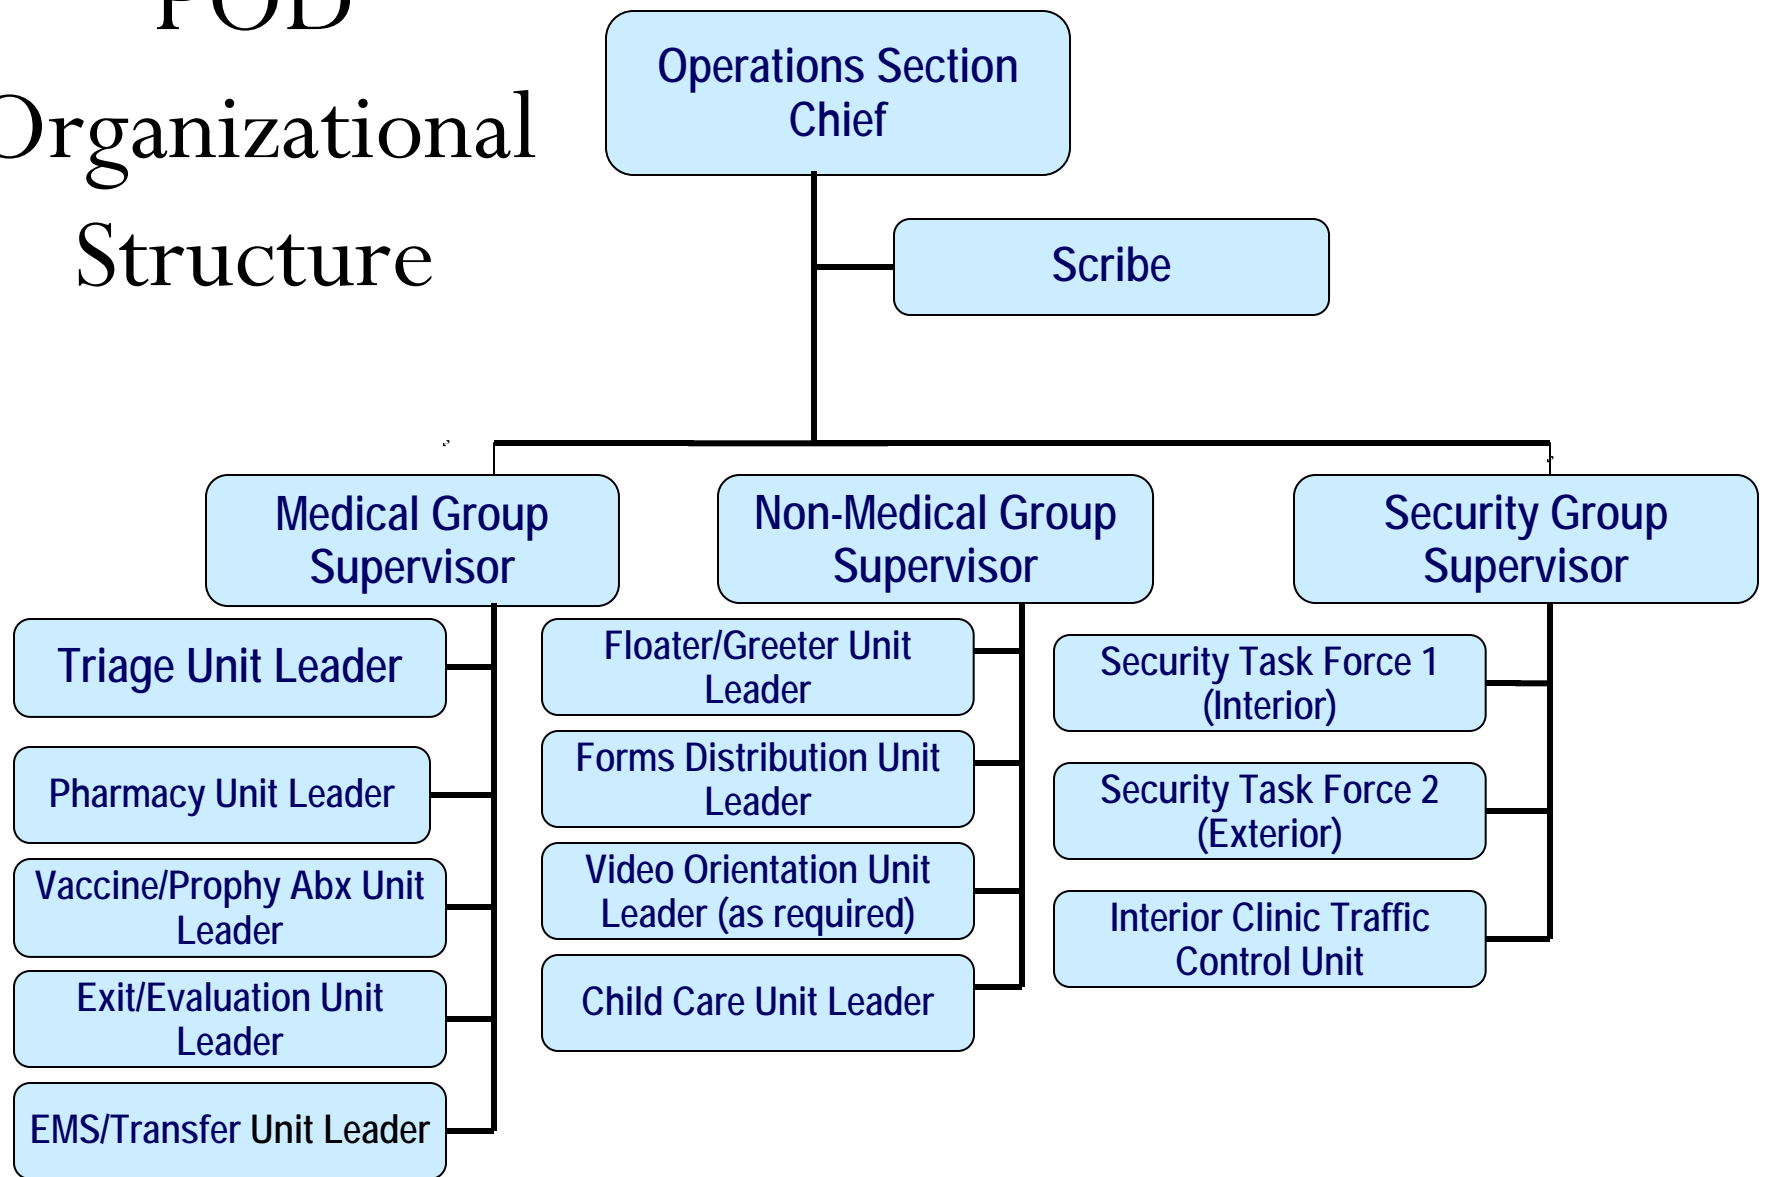 POD
Organizational
Structure
Operations Section
Chief
Scribe
Medical Group
Supervisor
Non-Medical Group
Supervisor
Security Group
Supervisor
Triage Unit Leader
Pharmacy Unit Leader
Vaccine/Prophy Abx Unit
Leader
Exit/Evaluation Unit
Leader
EMS/Transfer Unit Leader
Floater/Greeter Unit
Leader
Forms Distribution Unit
Leader
Video Orientation Unit
Leader (as required)
Child Care Unit Leader
Security Task Force 1
(Interior)
Security Task Force 2
(Exterior)
Interior Clinic Traffic
Control Unit